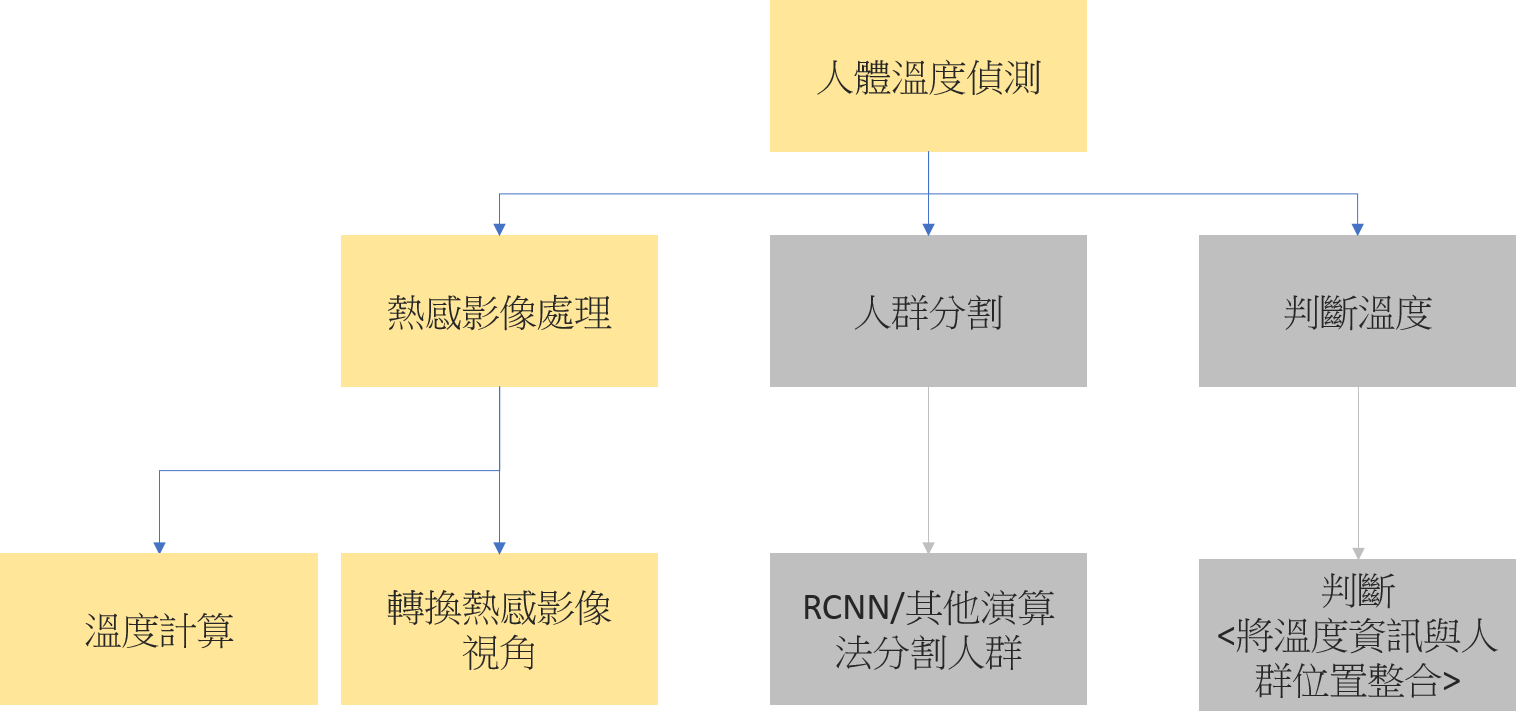 人體溫度偵測
熱感影像處理
人群分割
判斷溫度
溫度計算
轉換熱感影像
視角
RCNN/其他演算
法分割人群
判斷
<將溫度資訊與人
群位置整合>